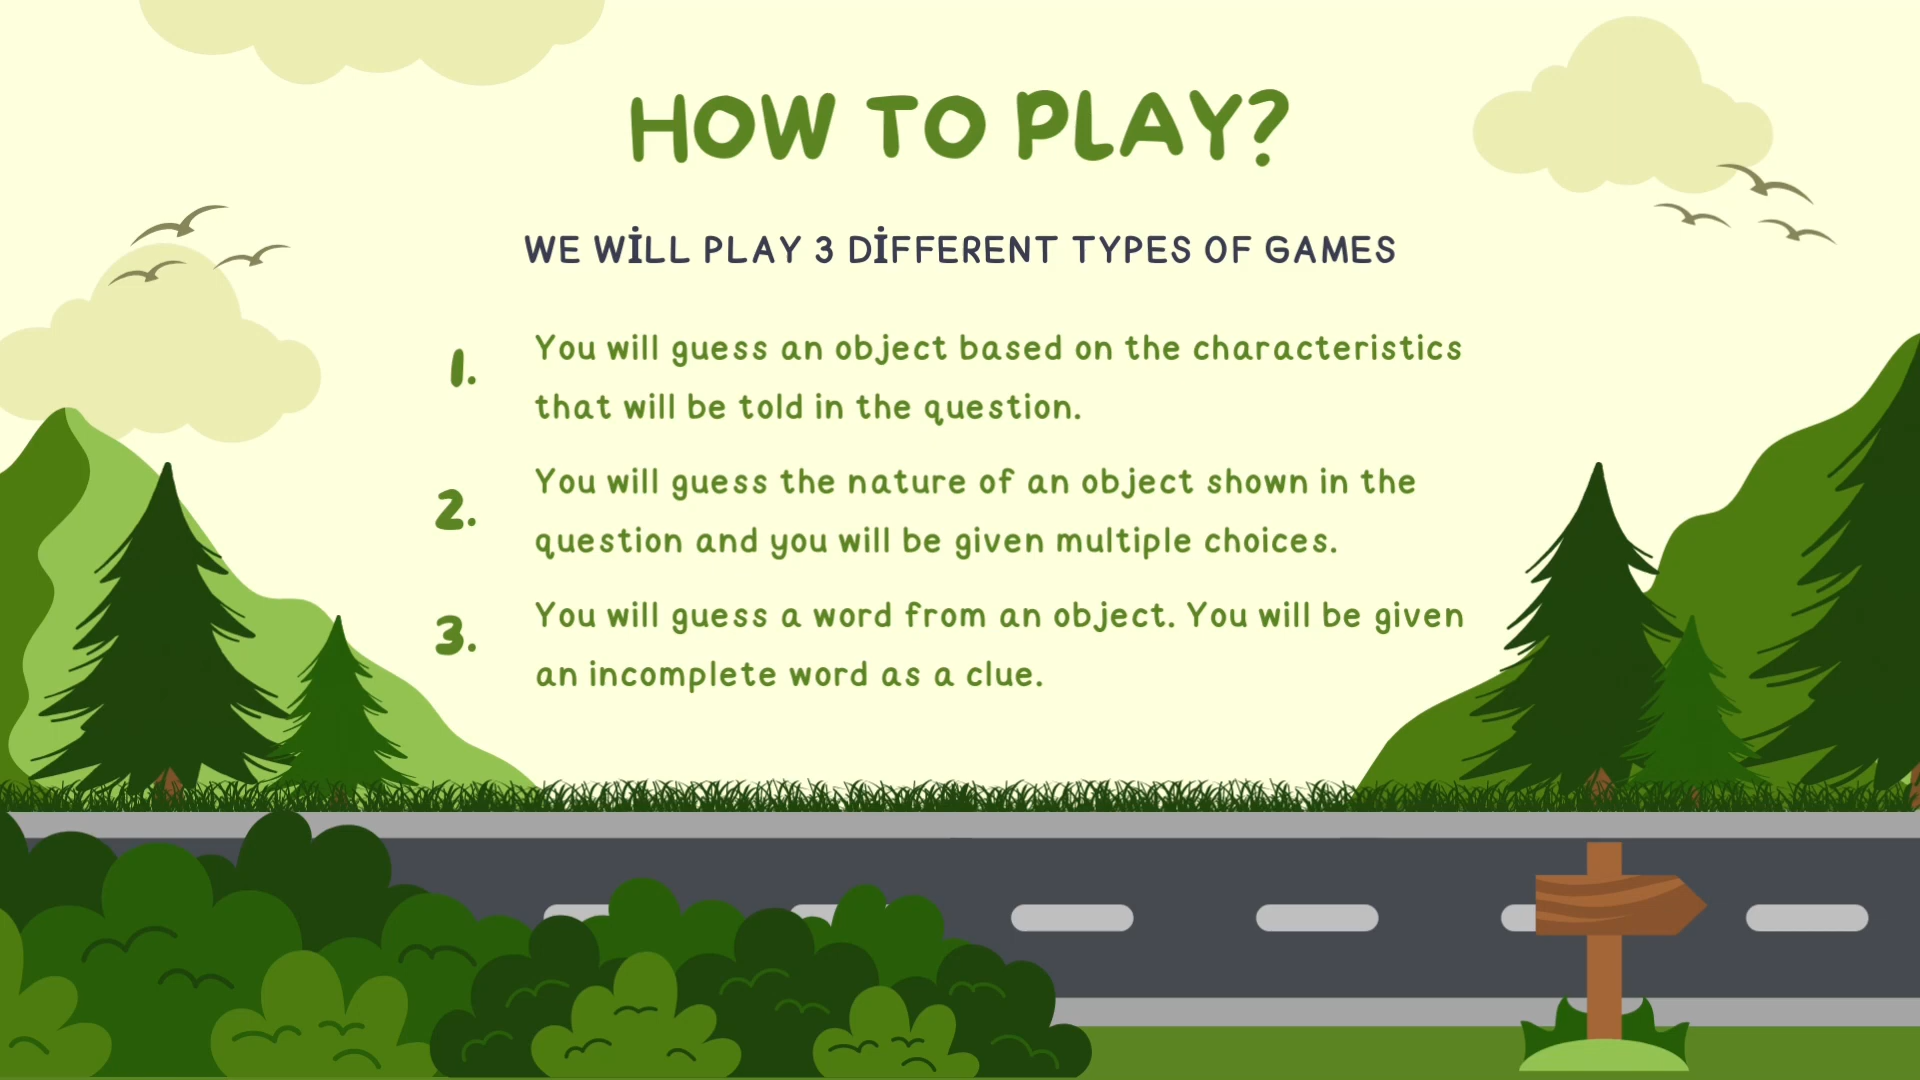 HOW TO PLAY?
WE WİLL PLAY 3 DİFFERENT TYPES OF GAMES
1. You will guess an object based on the characteristics
that will be told in the question.
2. You will guess the nature of an object shown in the
question and you will be given multiple choices.
3. You will guess a word from an object. You will be given
an incomplete word as a clue.